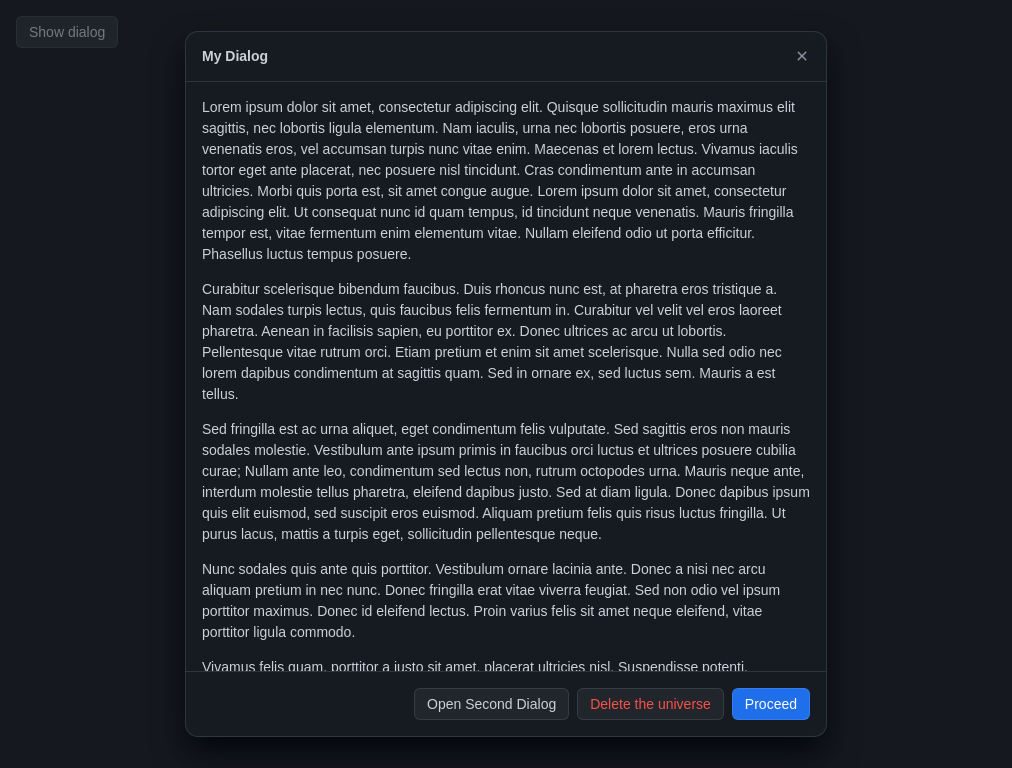 Show dialog
My Dialog
Lorem ipsum dolor sit amet, consectetur adipiscing elit. Quisque sollicitudin mauris maximus elit
sagittis, nec lobortis ligula elementum. Nam iaculis, urna nec lobortis posuere, eros urna
venenatis eros, vel accumsan turpis nunc vitae enim. Maecenas et lorem lectus. Vivamus iaculis
tortor eget ante placerat, nec posuere nisl tincidunt. Cras condimentum ante in accumsan
ultricies. Morbi quis porta est, sit amet congue augue. Lorem ipsum dolor sit amet, consectetur
adipiscing elit. Ut consequat nunc id quam tempus, id tincidunt neque venenatis. Mauris fringilla
tempor est, vitae fermentum enim elementum vitae. Nullam eleifend odio ut porta efficitur.
Phasellus luctus tempus posuere.
Curabitur scelerisque bibendum faucibus. Duis rhoncus nunc est, at pharetra eros tristique a.
Nam sodales turpis lectus, quis faucibus felis fermentum in. Curabitur vel velit vel eros laoreet
pharetra. Aenean in facilisis sapien, eu porttitor ex. Donec ultrices ac arcu ut lobortis.
Pellentesque vitae rutrum orci. Etiam pretium et enim sit amet scelerisque. Nulla sed odio nec
lorem dapibus condimentum at sagittis quam. Sed in ornare ex, sed luctus sem. Mauris a est
tellus.
Sed fringilla est ac urna aliquet, eget condimentum felis vulputate. Sed sagittis eros non mauris
sodales molestie. Vestibulum ante ipsum primis in faucibus orci luctus et ultrices posuere cubilia
curae; Nullam ante leo, condimentum sed lectus non, rutrum octopodes urna. Mauris neque ante,
interdum molestie tellus pharetra, eleifend dapibus justo. Sed at diam ligula. Donec dapibus ipsum
quis elit euismod, sed suscipit eros euismod. Aliquam pretium felis quis risus luctus fringilla. Ut
purus lacus, mattis a turpis eget, sollicitudin pellentesque neque.
Nunc sodales quis ante quis porttitor. Vestibulum ornare lacinia ante. Donec a nisi nec arcu
aliquam pretium in nec nunc. Donec fringilla erat vitae viverra feugiat. Sed non odio vel ipsum
porttitor maximus. Donec id eleifend lectus. Proin varius felis sit amet neque eleifend, vitae
porttitor ligula commodo.
Vivamus felis quam, porttitor a justo sit amet, placerat ultricies nisl. Suspendisse potenti.
Open Second Dialog
Delete the universe
Proceed